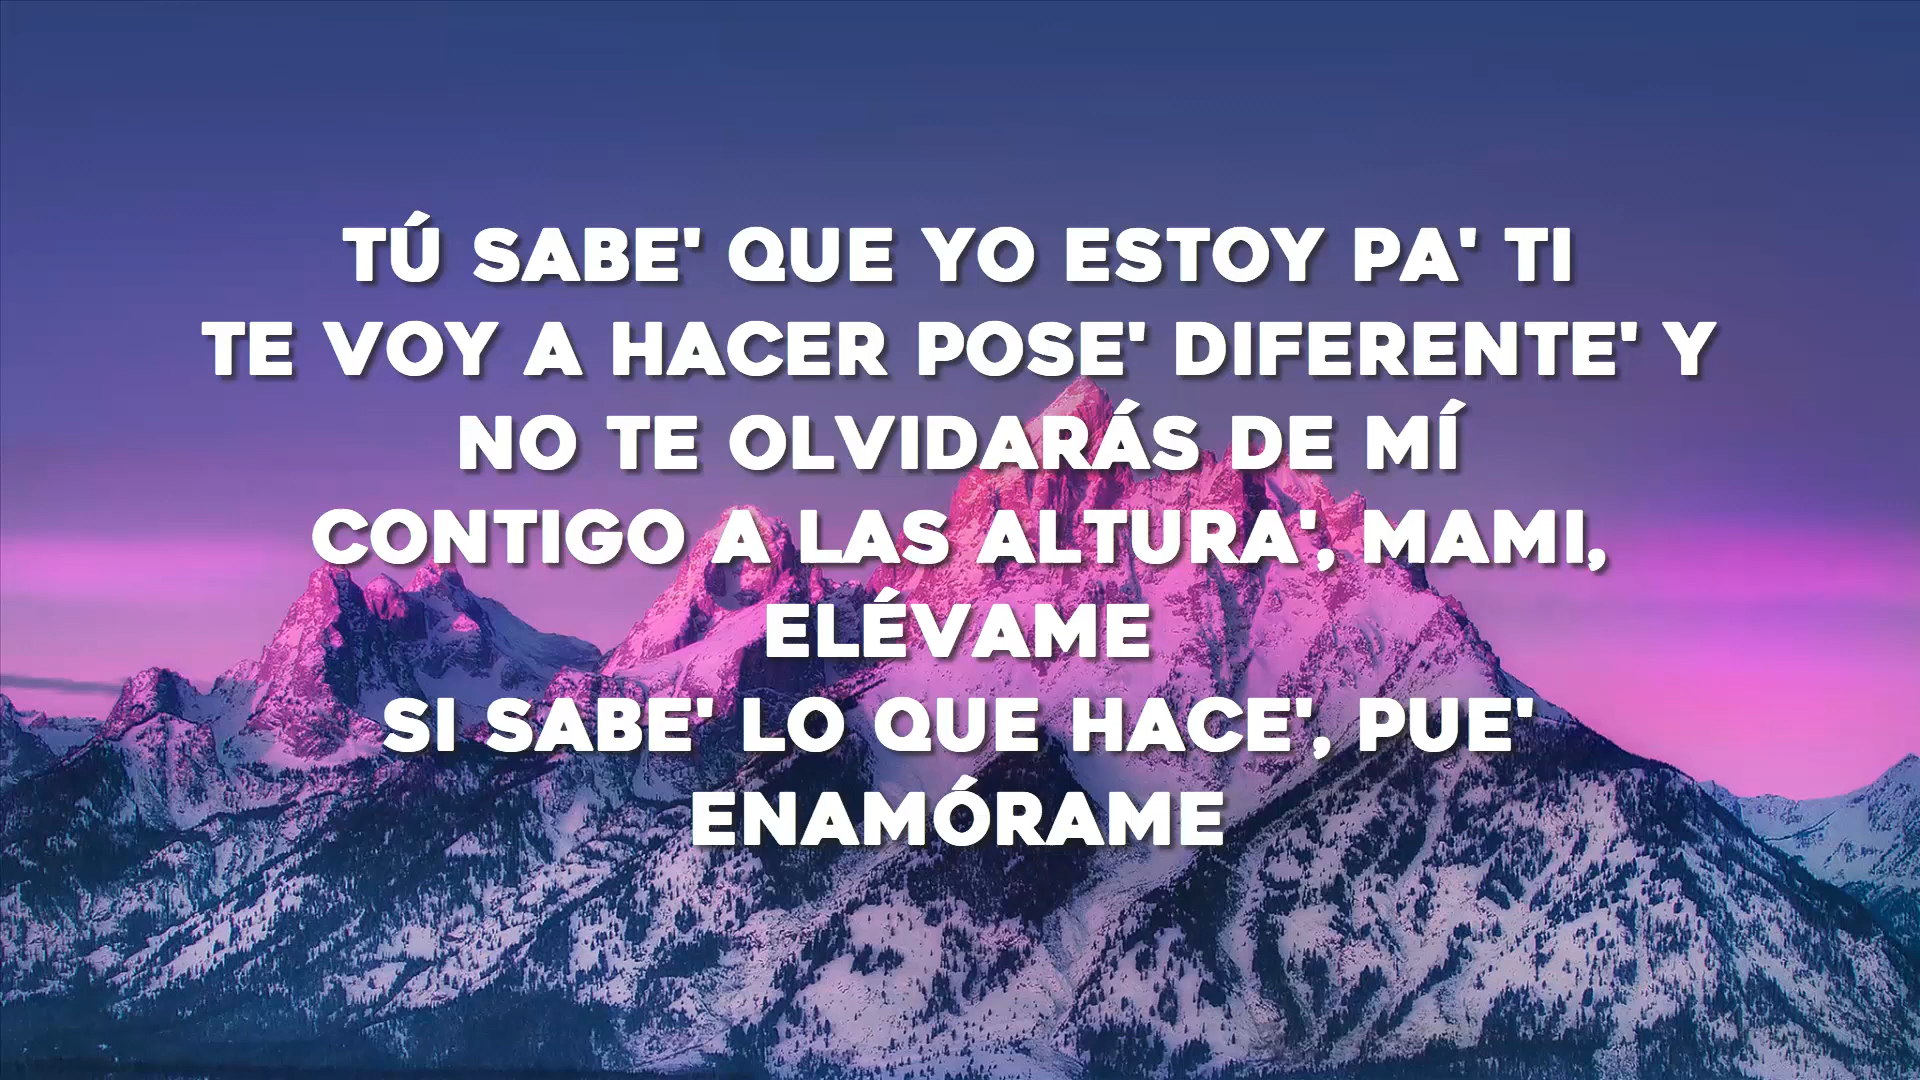 TÚ SABE' QUE YO ESTOY PA' TI
TE VOY A HACER POSE' DIFERENTE' Y
NO TE OLVIDARÁS DE MÍ
CONTIGO A LAS ALTURA', MAMI,
ELÉVAME
SI SABE' LO QUE HACE', PUE'
ENAMÓRAME